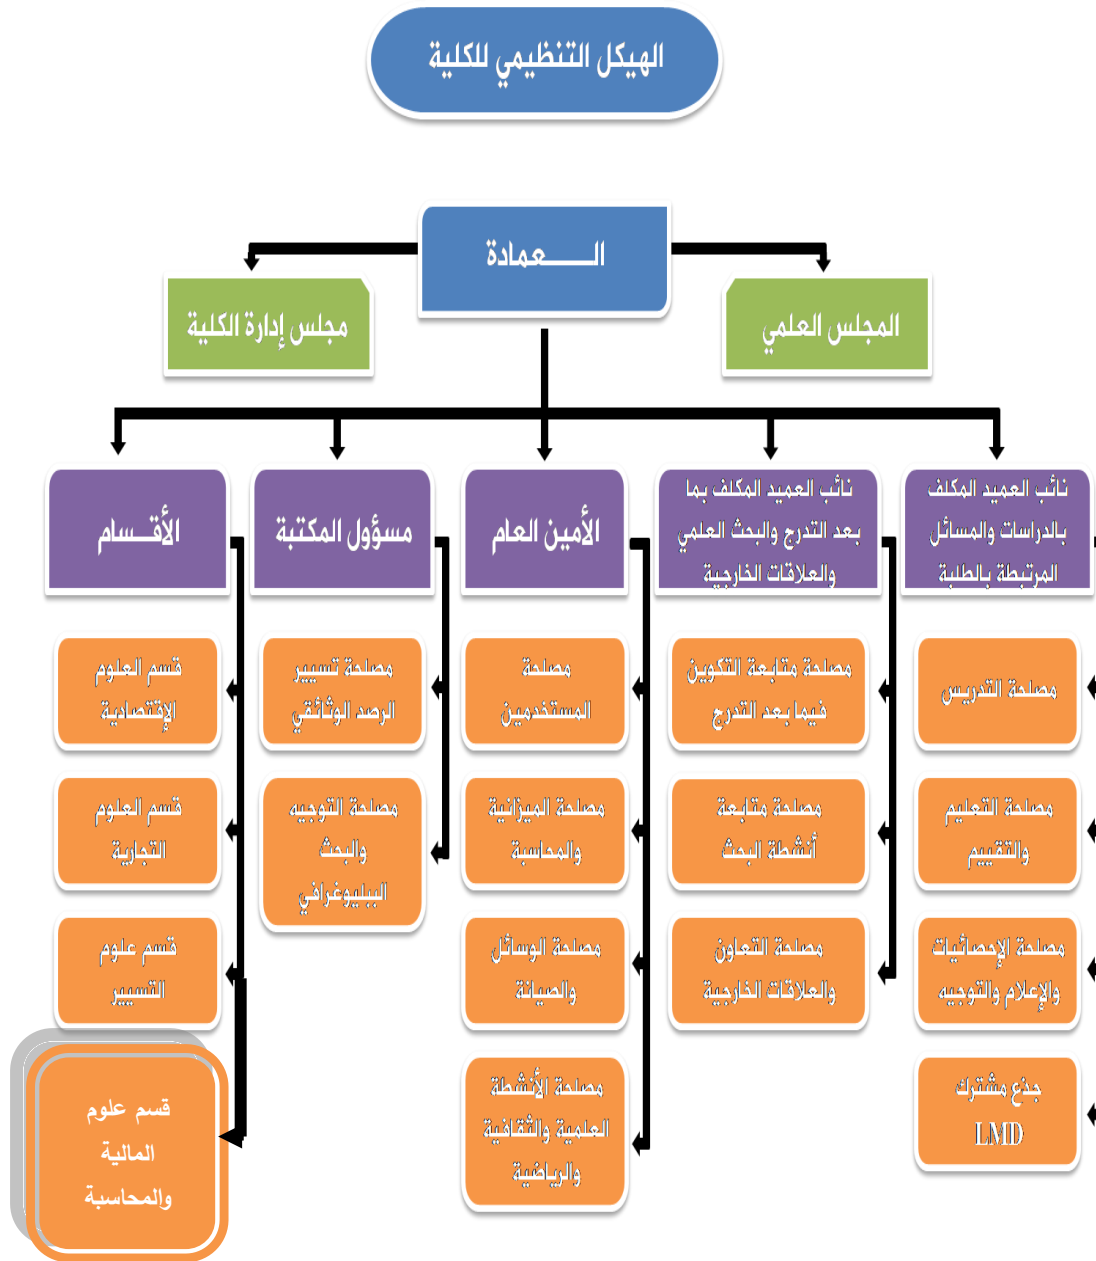 الهيكل التنظيمي للكلية
الـــــعمادة
المجلس العلمي
مجلس إدارة الكلية
نائب العميد المكلف
بالدراسات والمسائل
المرتبطة بالطلبة
نائب العميد المكلف بما
بعد التدرج والبحث العلمي
والعلاقات الخارجية
الأمين العام
مسؤول المكتبة
الأقـــسام
مصلحة التدريس
مصلحة التعليم
والتقييم
مصلحة الإحصائيات
والإعلام والتوجيه
جذع مشترك
LMD
مصلحة متابعة التكوين
فيما بعد التدرج
مصلحة متابعة
أنشطة البحث
مصلحة التعاون
والعلاقات الخارجية
مصلحة
المستخدمين
مصلحة الميزانية
والمحاسبة
مصلحة الوسائل
والصيانة
مصلحة الأنشطة
العلمية والثقافية
والرياضية
مصلحة تسيير
الرصد الوثائقي
مصلحة التوجيه
والبحث
الببليوغرافي
قسم العلوم
الإقتصادية
قسم العلوم
التجارية
قسم علوم
التسيير
قسم علوم
المالية
والمحاسبة